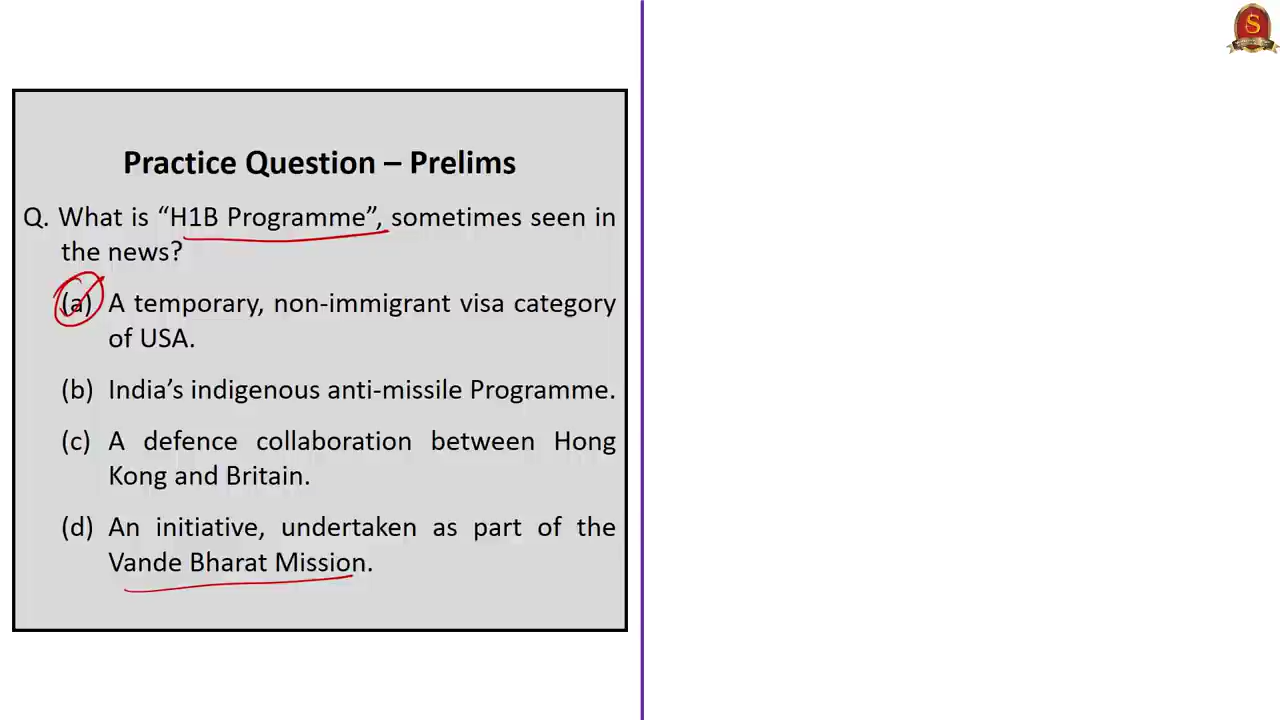 Practice Question – Prelims
Q. What is “H1B Programme”, sometimes seen in
the news?
(a) A temporary, non-immigrant visa category
of USA.
(b) India’s indigenous anti-missile Programme.
(c) A defence collaboration between Hong
Kong and Britain.
(d) An initiative, undertaken as part of the
Vande Bharat Mission.
S